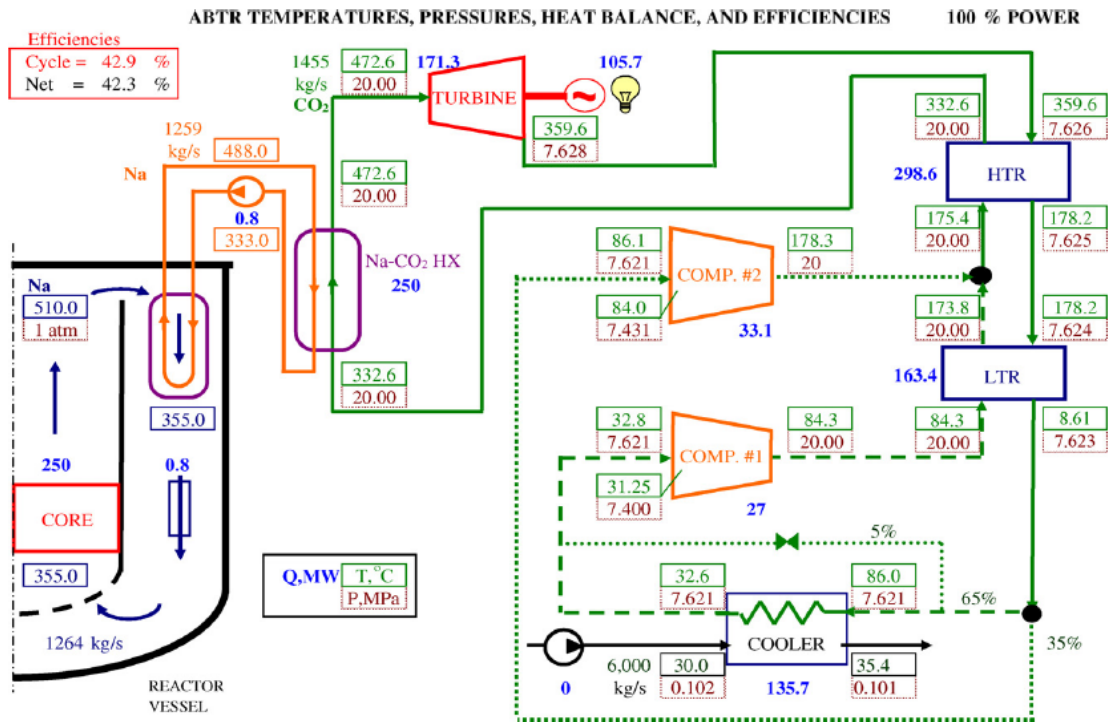 ABTR TEMPERATURES, PRESSURES, HEAT BALANCE, AND EFFICIENCIES 100 % POWER
Efficiencies
Cycle = 42.9 %
Net = 42.3 %
1455
kg/s
CO₂
472.6
20.00
171.3
TURBINE
~
105.7
359.6
7.628
332.6
20.00
359.6
7.626
298.6
HTR
1259
kg/s
488.0
Na
472.6
20.00
0.8
333.0
Na-CO₂ HX
250
175.4
20.00
178.2
7.625
86.1
7.621
COMP. #2
178.3
20
84.0
7.431
33.1
173.8
20.00
178.2
7.624
163.4
LTR
Na
510.0
1 atm
332.6
20.00
355.0
32.8
7.621
COMP. #1
84.3
20.00
84.3
20.00
8.61
7.623
31.25
7.400
27
250
0.8
CORE
355.0
5%
Q,MW
T,°C
P,MPa
32.6
7.621
86.0
7.621
65%
35%
COOLER
1264 kg/s
0
6,000
kg/s
30.0
0.102
135.7
35.4
0.101
REACTOR
VESSEL